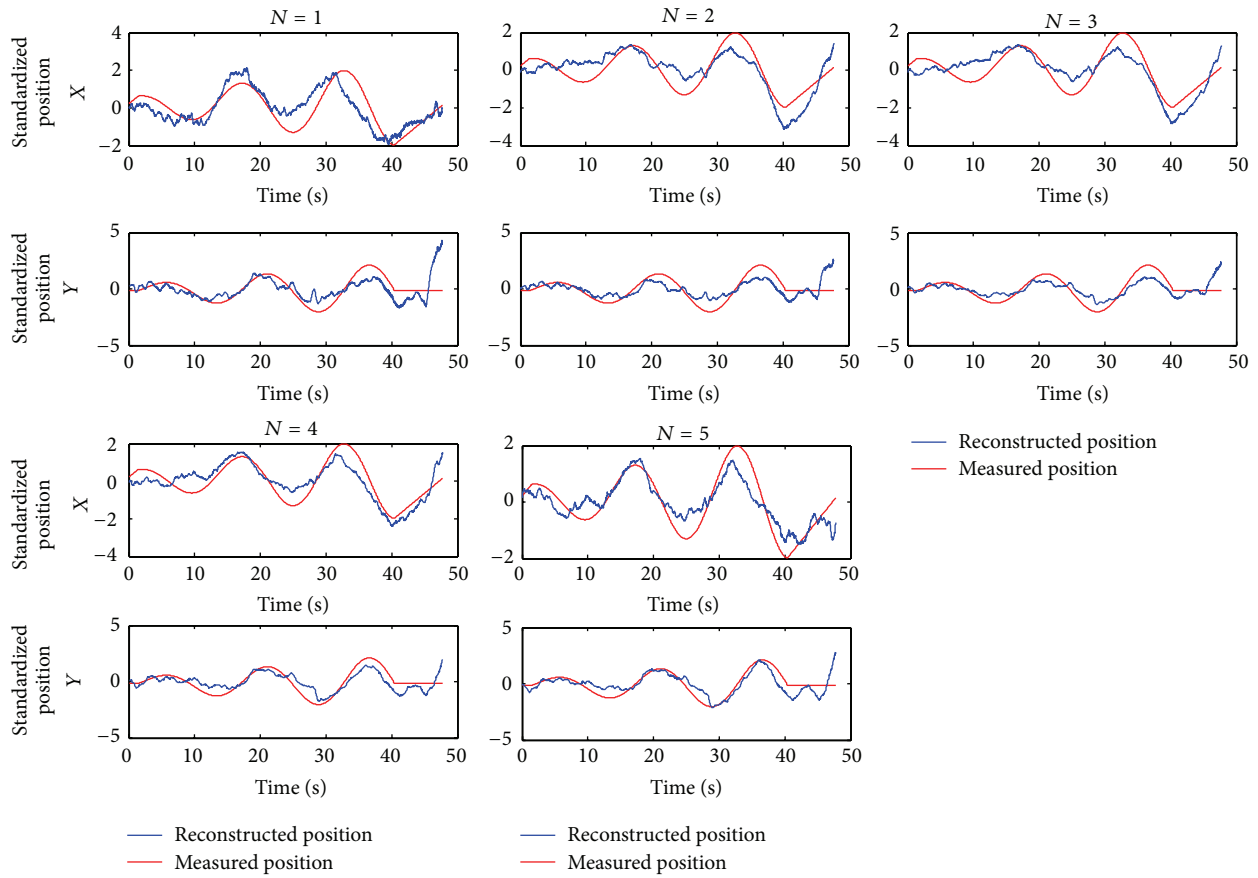 N = 1
N = 2
N = 3
Standardized
position
X
4
2
0
−2
0 10 20 30 40 50
Time (s)
2
0
−2
−4
0 10 20 30 40 50
Time (s)
2
0
−2
−4
0 10 20 30 40 50
Time (s)
Standardized
position
Y
5
0
−5
0 10 20 30 40 50
Time (s)
5
0
−5
0 10 20 30 40 50
Time (s)
5
0
−5
0 10 20 30 40 50
Time (s)
N = 4
N = 5
Reconstructed position
Measured position
Standardized
position
X
2
0
−2
−4
0 10 20 30 40 50
Time (s)
2
0
−2
0 10 20 30 40 50
Time (s)
Standardized
position
Y
5
0
−5
0 10 20 30 40 50
Time (s)
5
0
−5
0 10 20 30 40 50
Time (s)
Reconstructed position
Measured position
Reconstructed position
Measured position